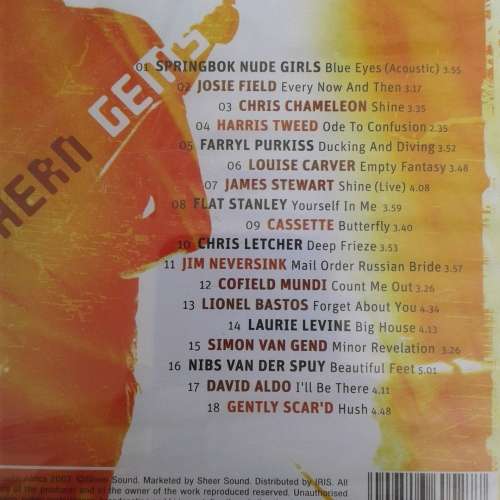 HERN GEMS
01 SPRINGBOK NUDE GIRLS Blue Eyes (Acoustic) 3.55
02 JOSIE FIELD Every Now And Then 3.17
03 CHRIS CHAMELEON Shine 3.35
04 HARRIS TWEED Ode To Confusion 2.35
05 FARRYL PURKISS Ducking And Diving 3.52
06 LOUISE CARVER Empty Fantasy 3.48
07 JAMES STEWART Shine (Live) 4.08
08 FLAT STANLEY Yourself In Me 3.59
09 CASSETTE Butterfly 3.40
10 CHRIS LETCHER Deep Frieze 3.53
11 JIM NEVERSINK Mail Order Russian Bride 3.57
12 COFIELD MUNDI Count Me Out 3.26
13 LIONEL BASTOS Forget About You 4.34
14 LAURIE LEVINE Big House 4.13
15 SIMON VAN GEND Minor Revelation 3.26
16 NIBS VAN DER SPUY Beautiful Feet 5.01
17 DAVID ALDO I'll Be There 4.11
18 GENTLY SCAR'D Hush 4.48
2007. Sound. Marketed by Sheer Sound. Distributed by IRIS. All
of the producer and of the owner of the work reproduced reserved. Unauthorised